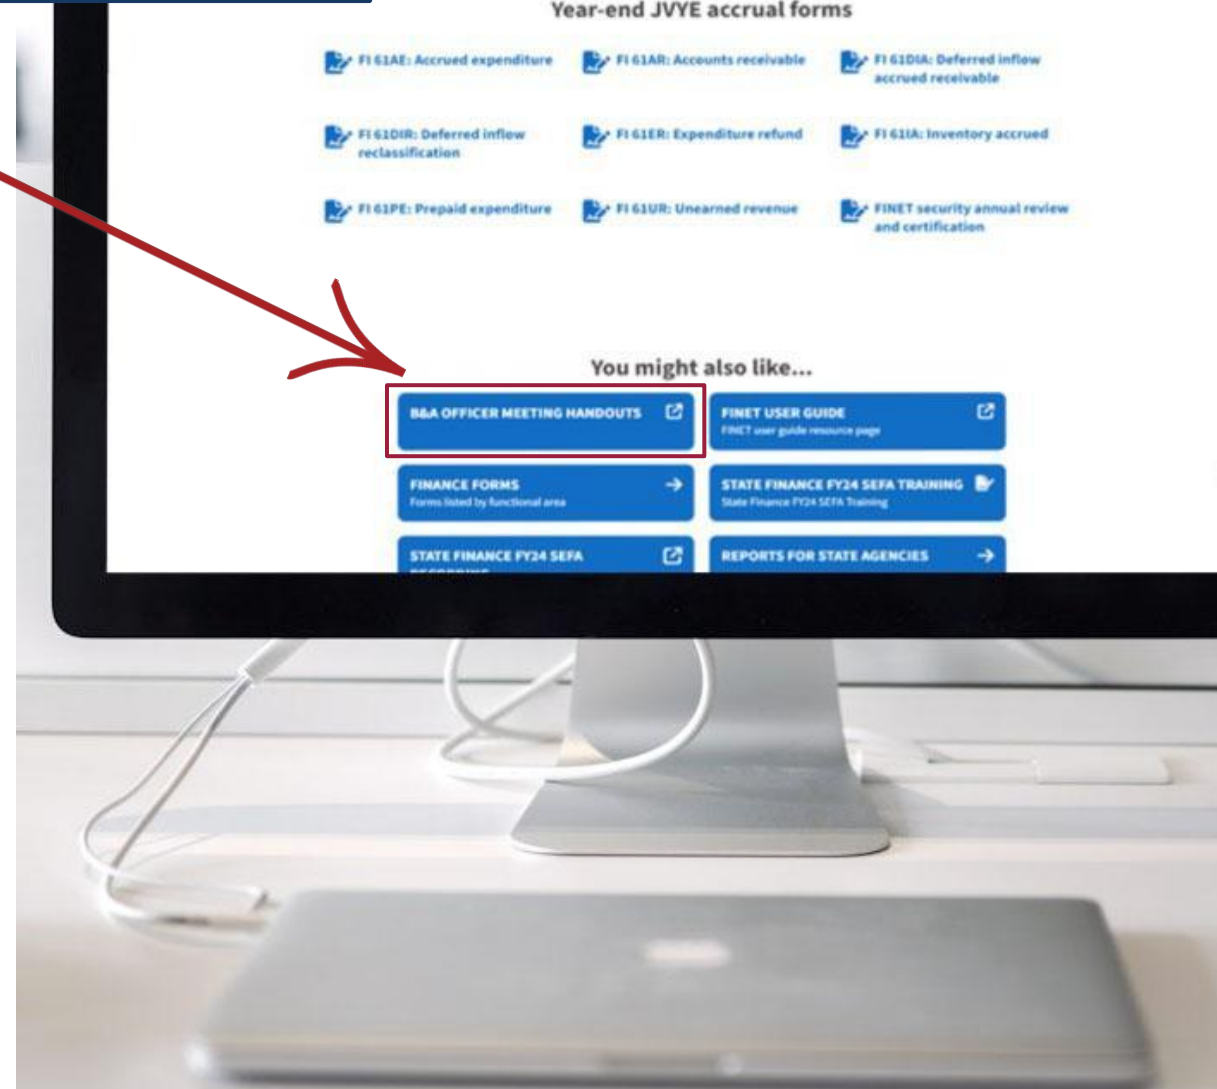 Year-end JVYE accrual forms
FI 61AE: Accrued expenditure
FI 61AR: Accounts receivable
FI 61DIA: Deferred inflow
accrued receivable
FI 61DIR: Deferred inflow
reclassification
FI 61ER: Expenditure refund
FI 61IA: Inventory accrued
FI 61PE: Prepaid expenditure
FI 61UR: Unearned revenue
FINET security annual review
and certification
You might also like...
B&A OFFICER MEETING HANDOUTS
FINET USER GUIDE
FINET user guide resource page
FINANCE FORMS
Forms listed by functional area
STATE FINANCE FY24 SEFA TRAINING
State Finance FY24 SEFA Training
STATE FINANCE FY24 SEFA
REPORTS FOR STATE AGENCIES